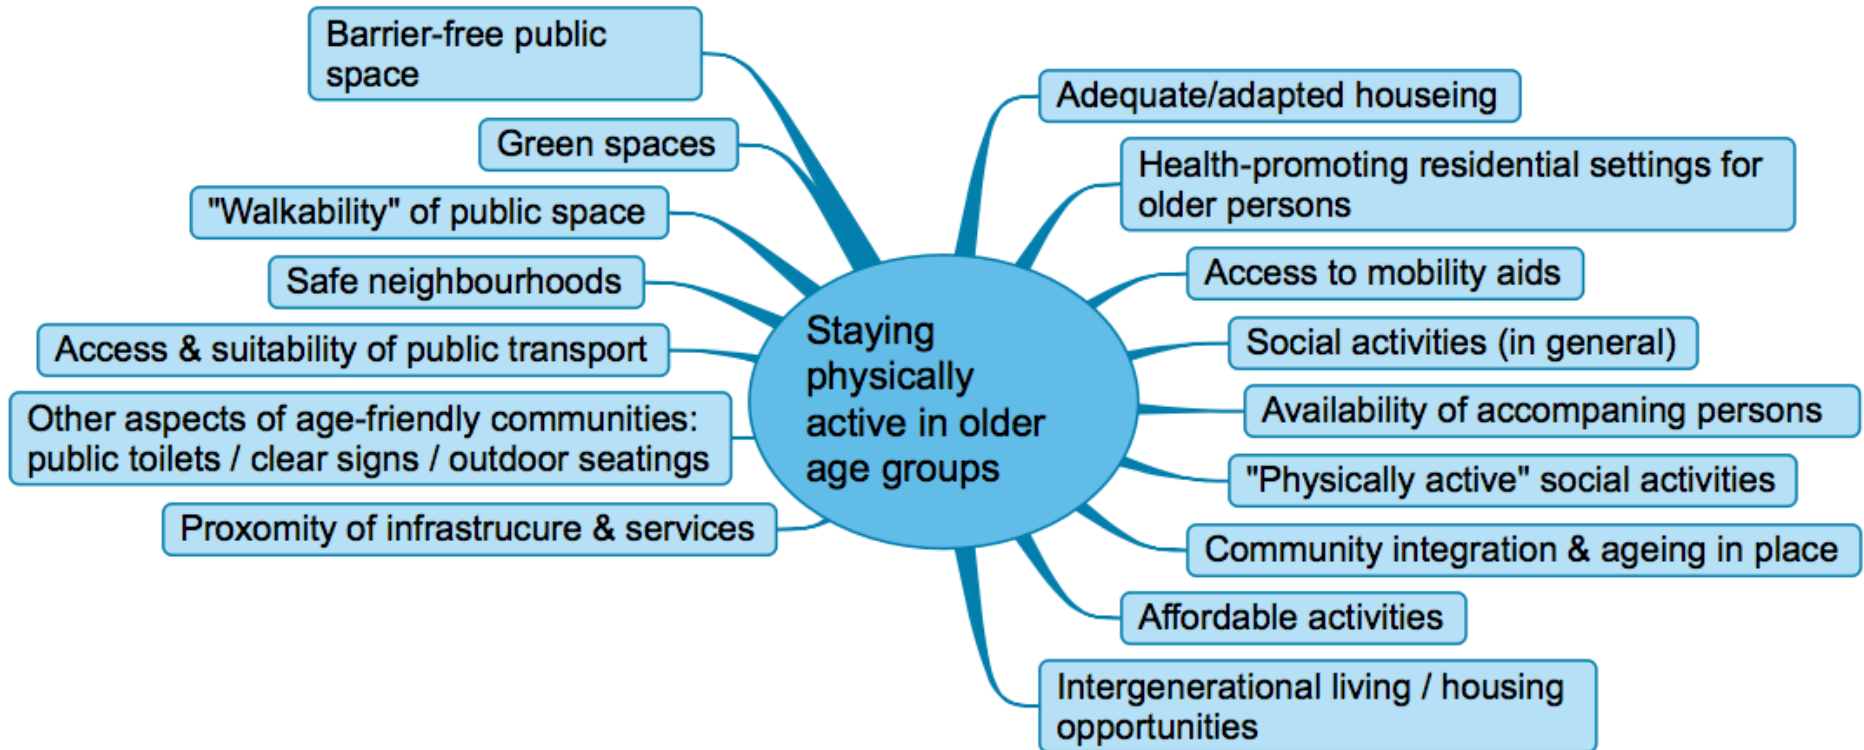 Barrier-free public
space
Green spaces
"Walkability" of public space
Safe neighbourhoods
Access & suitability of public transport
Other aspects of age-friendly communities:
public toilets / clear signs / outdoor seatings
Proxomity of infrastrucure & services
Staying
physically
active in older
age groups
Adequate/adapted houseing
Health-promoting residential settings for
older persons
Access to mobility aids
Social activities (in general)
Availability of accompaning persons
"Physically active" social activities
Community integration & ageing in place
Affordable activities
Intergenerational living / housing
opportunities